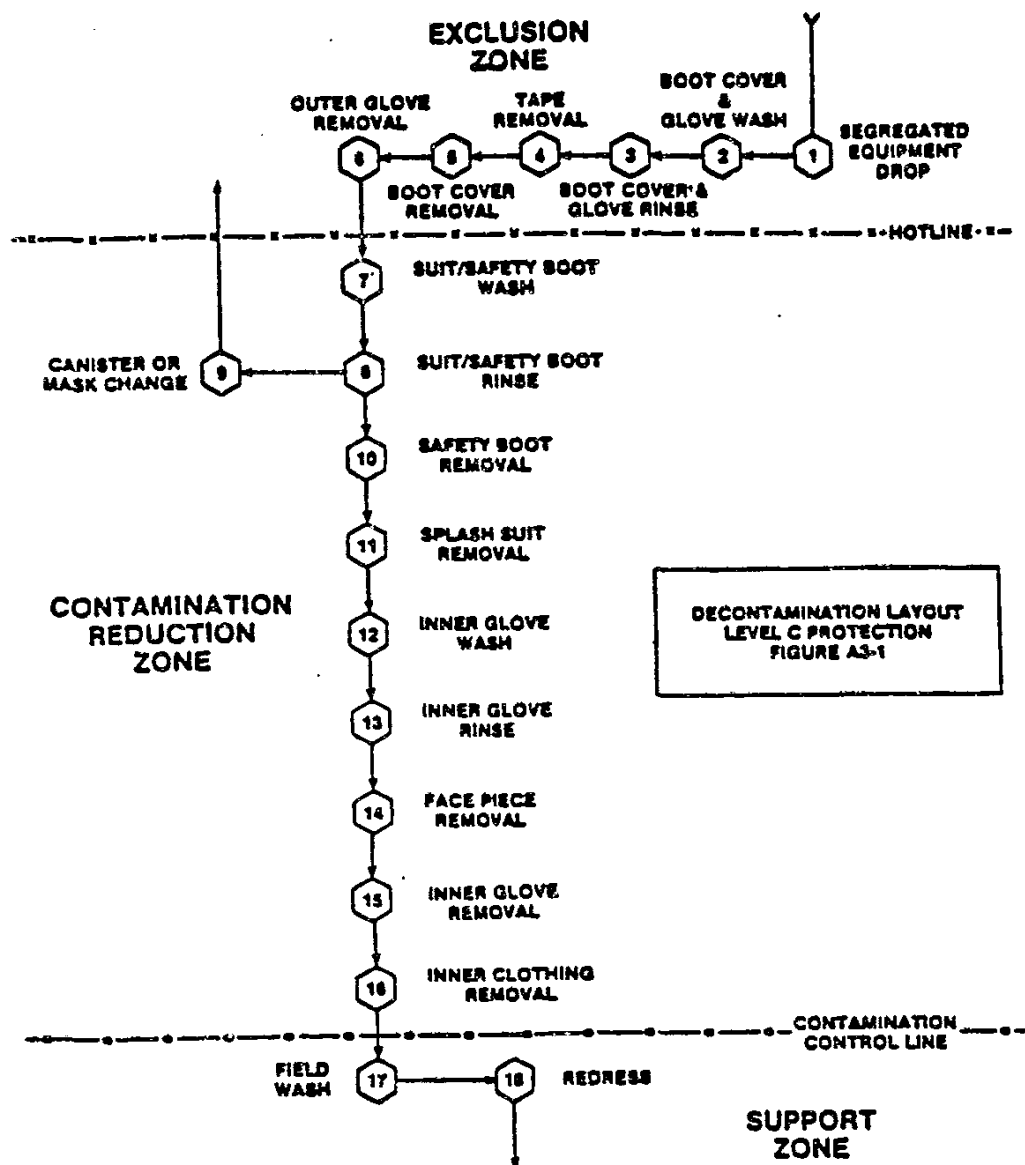 EXCLUSION
ZONE
SEGREGATED
EQUIPMENT
DROP
1
BOOT COVER
&
GLOVE WASH
2
BOOT COVER &
GLOVE RINSE
3
TAPE
REMOVAL
4
BOOT COVER
REMOVAL
5
OUTER GLOVE
REMOVAL
6
HOTLINE
7
SUIT/SAFETY BOOT
WASH
CANISTER OR
MASK CHANGE
9
8
SUIT/SAFETY BOOT
RINSE
10
SAFETY BOOT
REMOVAL
11
SPLASH SUIT
REMOVAL
CONTAMINATION
REDUCTION
ZONE
12
INNER GLOVE
WASH
DECONTAMINATION LAYOUT
LEVEL C PROTECTION
FIGURE A3-1
13
INNER GLOVE
RINSE
14
FACE PIECE
REMOVAL
15
INNER GLOVE
REMOVAL
16
INNER CLOTHING
REMOVAL
CONTAMINATION
CONTROL LINE
FIELD
WASH
17
18
REDRESS
SUPPORT
ZONE